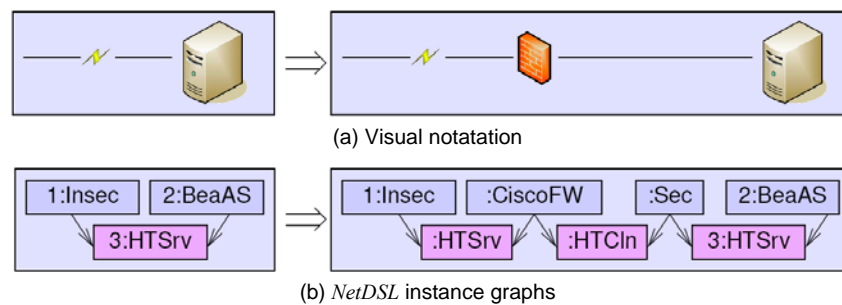 (a) Visual notatation
1:Insec 2:BeaAS 1:Insec :CiscoFW :Sec 2:BeaAS
3:HTSrv :HTSrv :HTCln 3:HTSrv
(b) NetDSL instance graphs